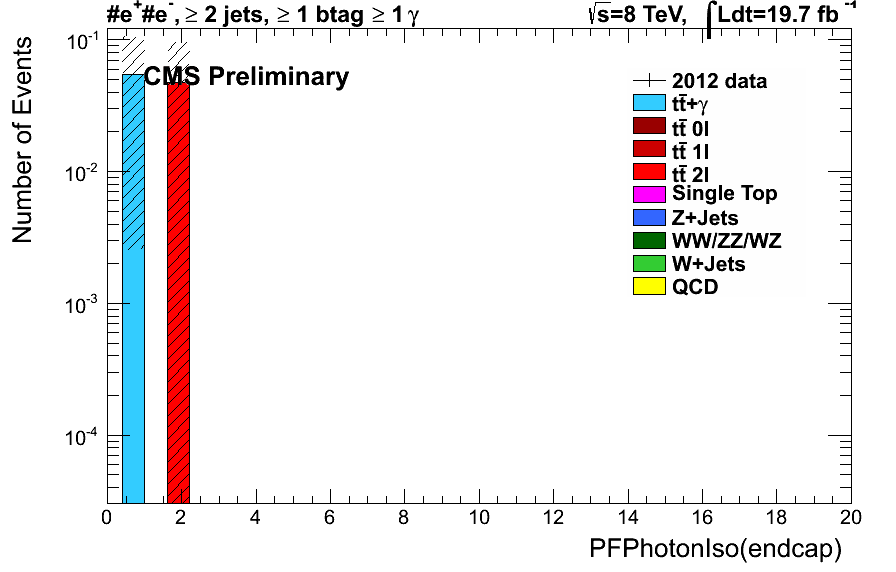 #e⁺#e⁻, ≥ 2 jets, ≥ 1 btag ≥ 1 γ √s=8 TeV, ∫Ldt=19.7 fb⁻¹
CMS Preliminary
Number of Events
10⁻¹
10⁻²
10⁻³
10⁻⁴
2012 data
tt̄+γ
tt̄ 0l
tt̄ 1l
tt̄ 2l
Single Top
Z+Jets
WW/ZZ/WZ
W+Jets
QCD
0 2 4 6 8 10 12 14 16 18 20
PFPhotonIso(endcap)